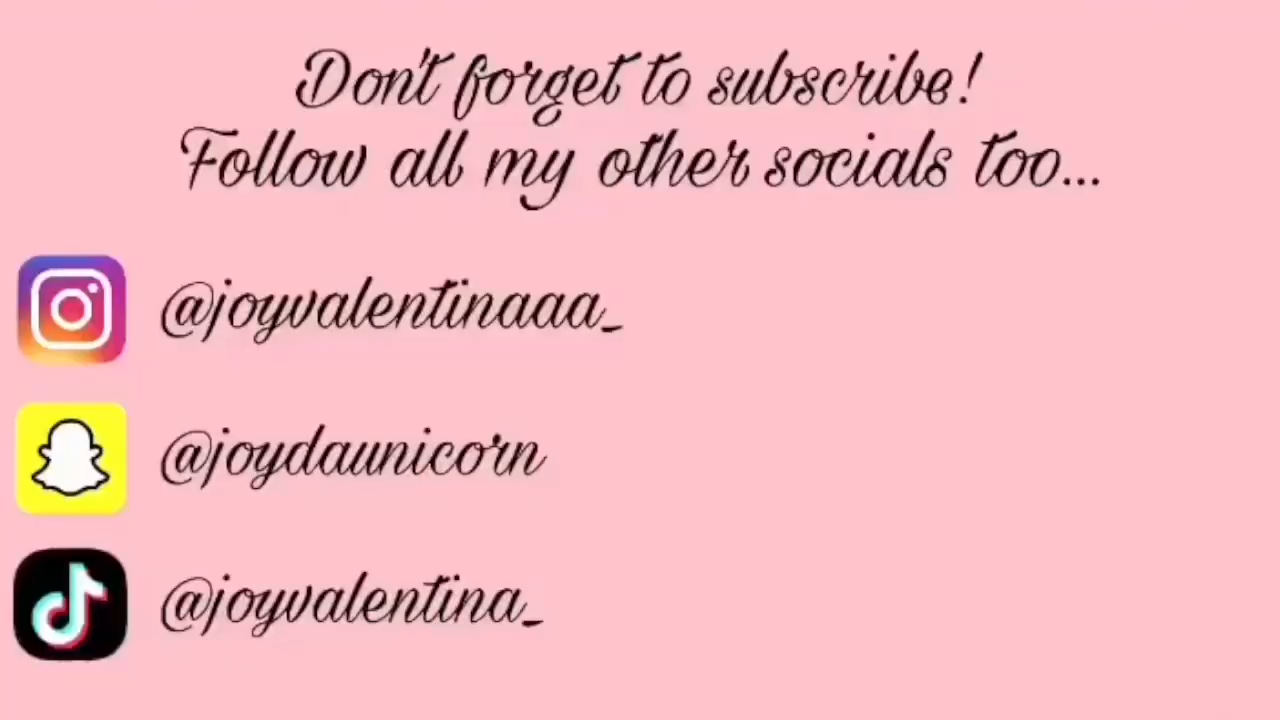 Don't forget to subscribe!
Follow all my other socials too...
@joyvalentinaaa_
@joydaunicorn
@joyvalentina_